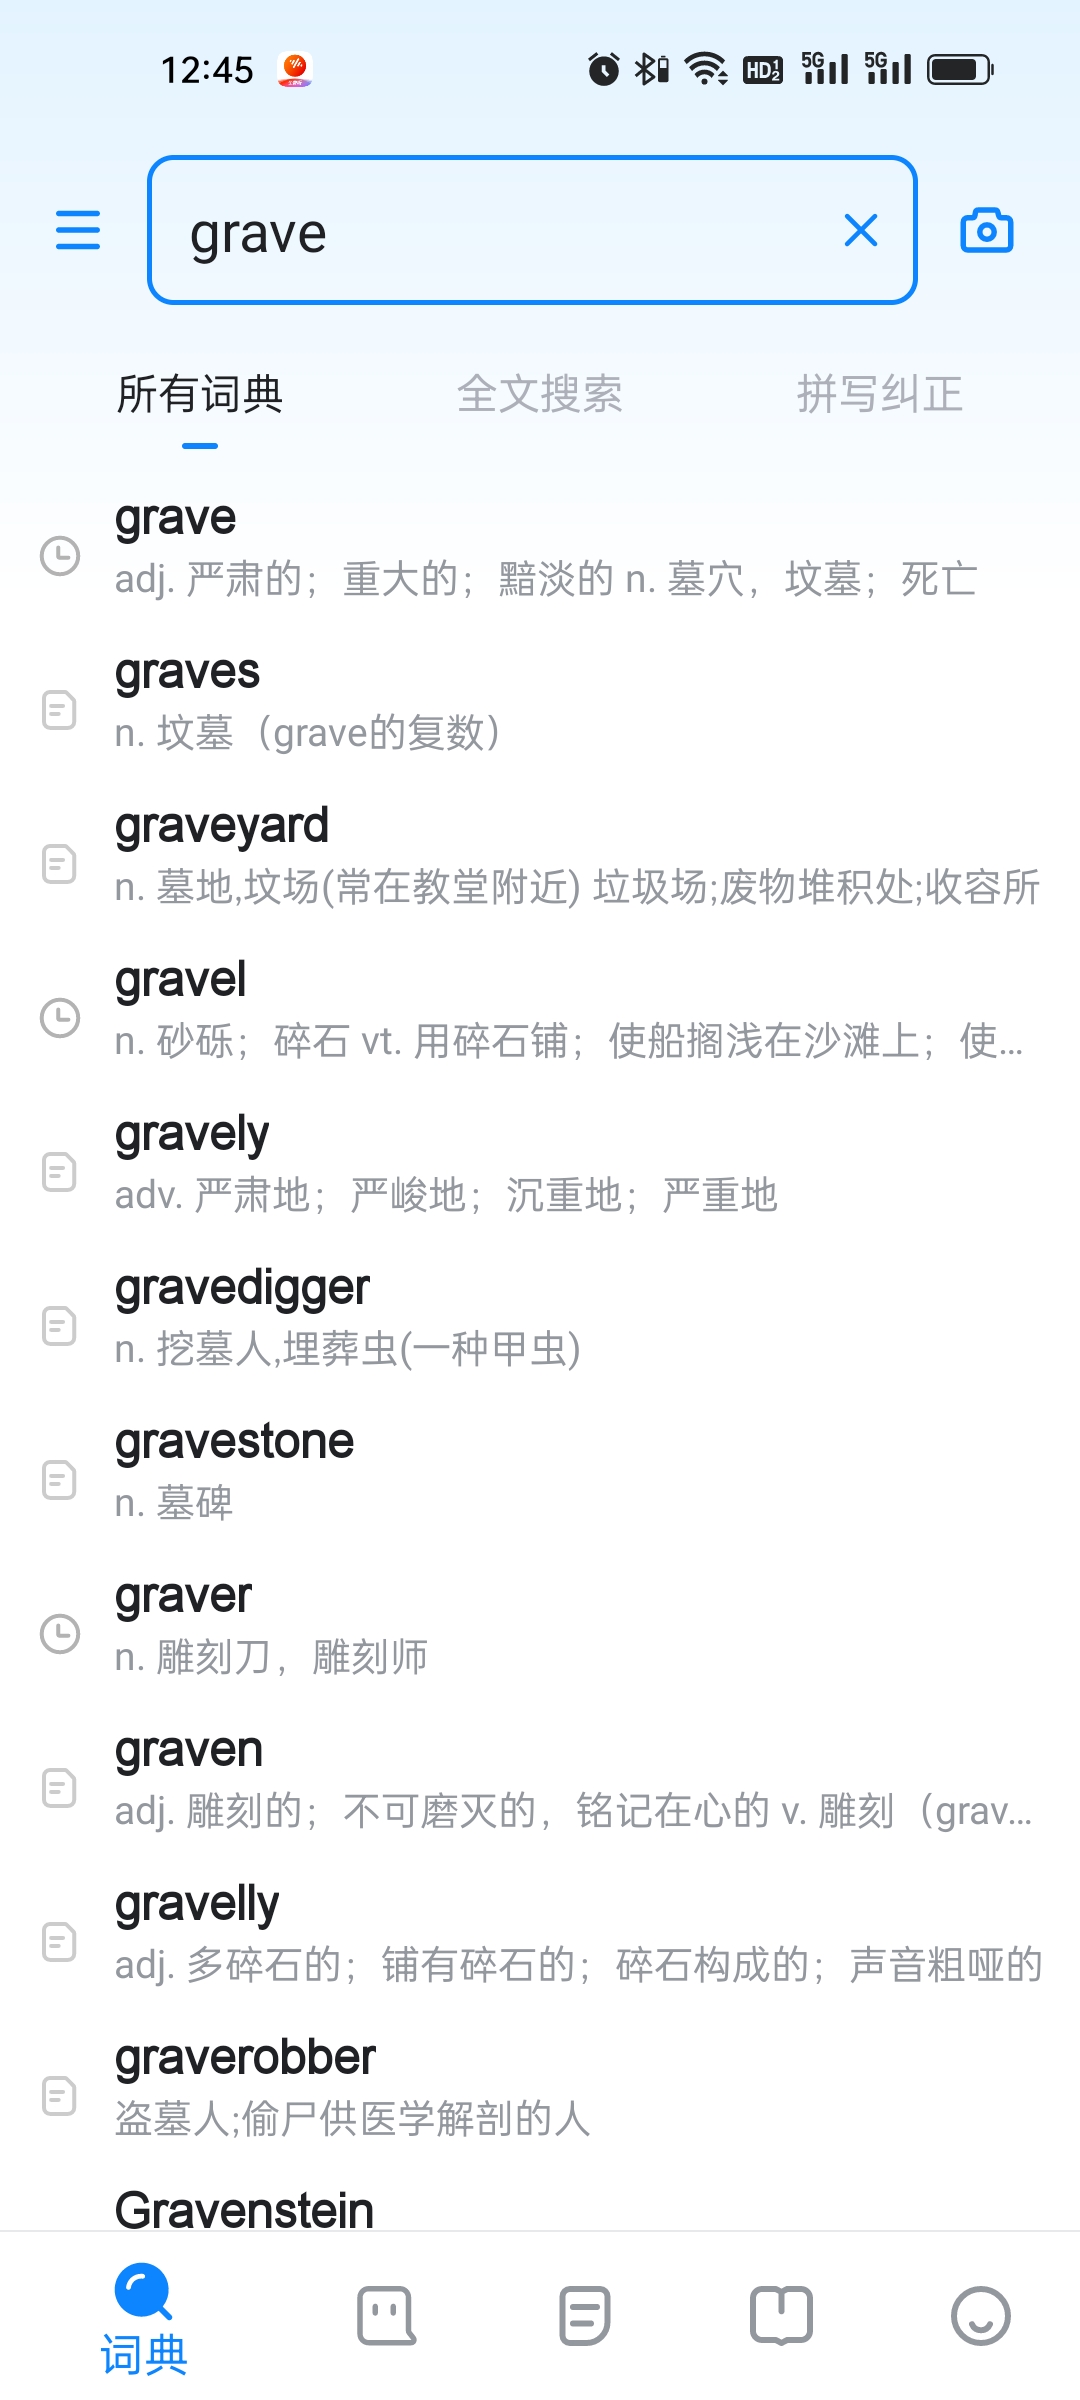 12:45
HD 1 2 5G 5G
grave
所有词典 全文搜索 拼写纠正
grave
adj. 严肃的；重大的；黯淡的 n. 墓穴，坟墓；死亡
graves
n. 坟墓（grave的复数）
graveyard
n. 墓地,坟场(常在教堂附近) 垃圾场;废物堆积处;收容所
gravel
n. 砂砾；碎石 vt. 用碎石铺；使船搁浅在沙滩上；使...
gravely
adv. 严肃地；严峻地；沉重地；严重地
gravedigger
n. 挖墓人,埋葬虫(一种甲虫)
gravestone
n. 墓碑
graver
n. 雕刻刀，雕刻师
graven
adj. 雕刻的；不可磨灭的，铭记在心的 v. 雕刻（grav...
gravelly
adj. 多碎石的；铺有碎石的；碎石构成的；声音粗哑的
graverobber
盗墓人;偷尸供医学解剖的人
Gravenstein
词典